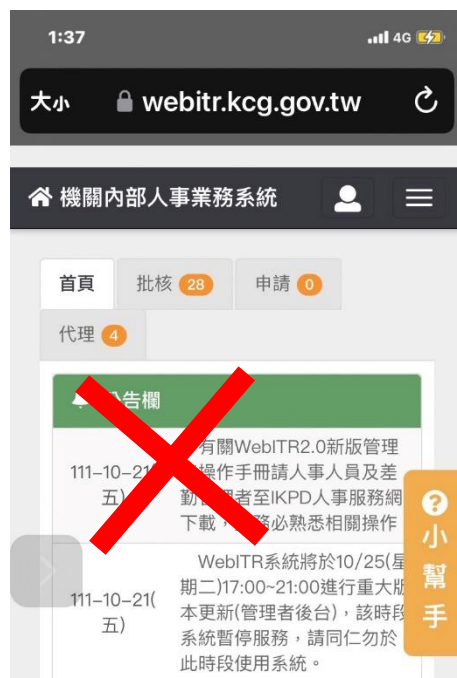 1:37
4G
大小 webitr.kcg.gov.tw
機關內部人事業務系統
首頁 批核 28 申請 0
代理 4
公告欄
有關WebITR2.0新版管理
操作手冊請人事人員及差
111-10-21(
五) 勤管理者至IKPD人事服務網
下載,務必熟悉相關操作
WebITR系統將於10/25(星
期二)17:00~21:00進行重大版
111-10-21(
五)
本更新(管理者後台),該時段
系統暫停服務,請同仁勿於
此時段使用系統。
?
小
幫
手